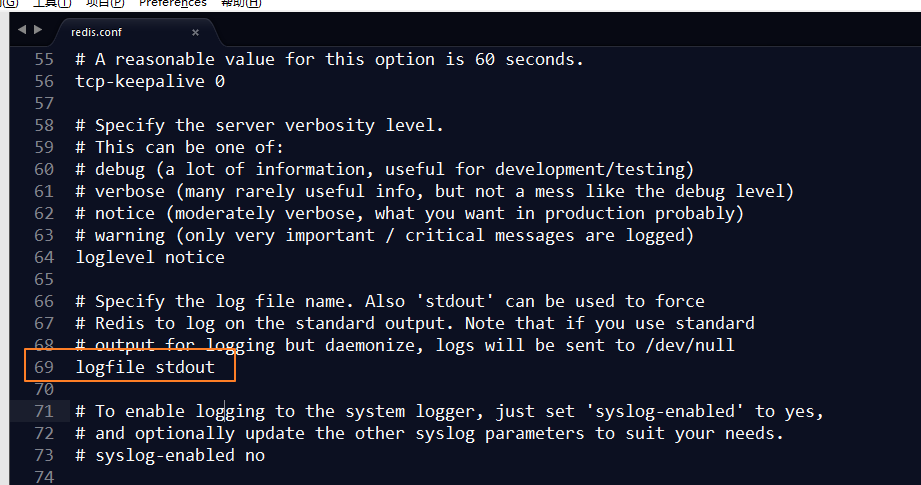 工具(T) 项目(P) Preferences 帮助(H)
redis.conf ×
55 # A reasonable value for this option is 60 seconds.
56 tcp-keepalive 0
57
58 # Specify the server verbosity level.
59 # This can be one of:
60 # debug (a lot of information, useful for development/testing)
61 # verbose (many rarely useful info, but not a mess like the debug level)
62 # notice (moderately verbose, what you want in production probably)
63 # warning (only very important / critical messages are logged)
64 loglevel notice
65
66 # Specify the log file name. Also 'stdout' can be used to force
67 # Redis to log on the standard output. Note that if you use standard
68 # output for logging but daemonize, logs will be sent to /dev/null
69 logfile stdout
70
71 # To enable logging to the system logger, just set 'syslog-enabled' to yes,
72 # and optionally update the other syslog parameters to suit your needs.
73 # syslog-enabled no
74